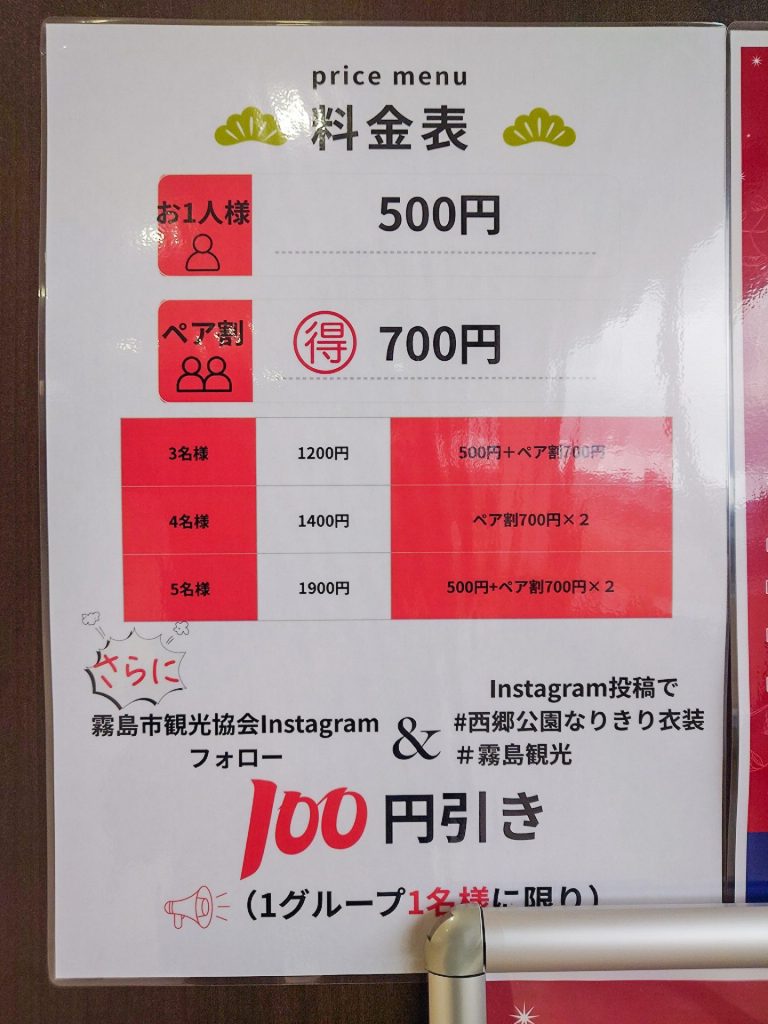 price menu
料金表
お1人様
500円
ペア割
得 700円
3名様 1200円 500円＋ペア割700円
4名様 1400円 ペア割700円×２
5名様 1900円 500円+ペア割700円×２
さらに
霧島市観光協会Instagram
フォロー
&
Instagram投稿で
#西郷公園なりきり衣装
＃霧島観光
100円引き
（1グループ1名様に限り）